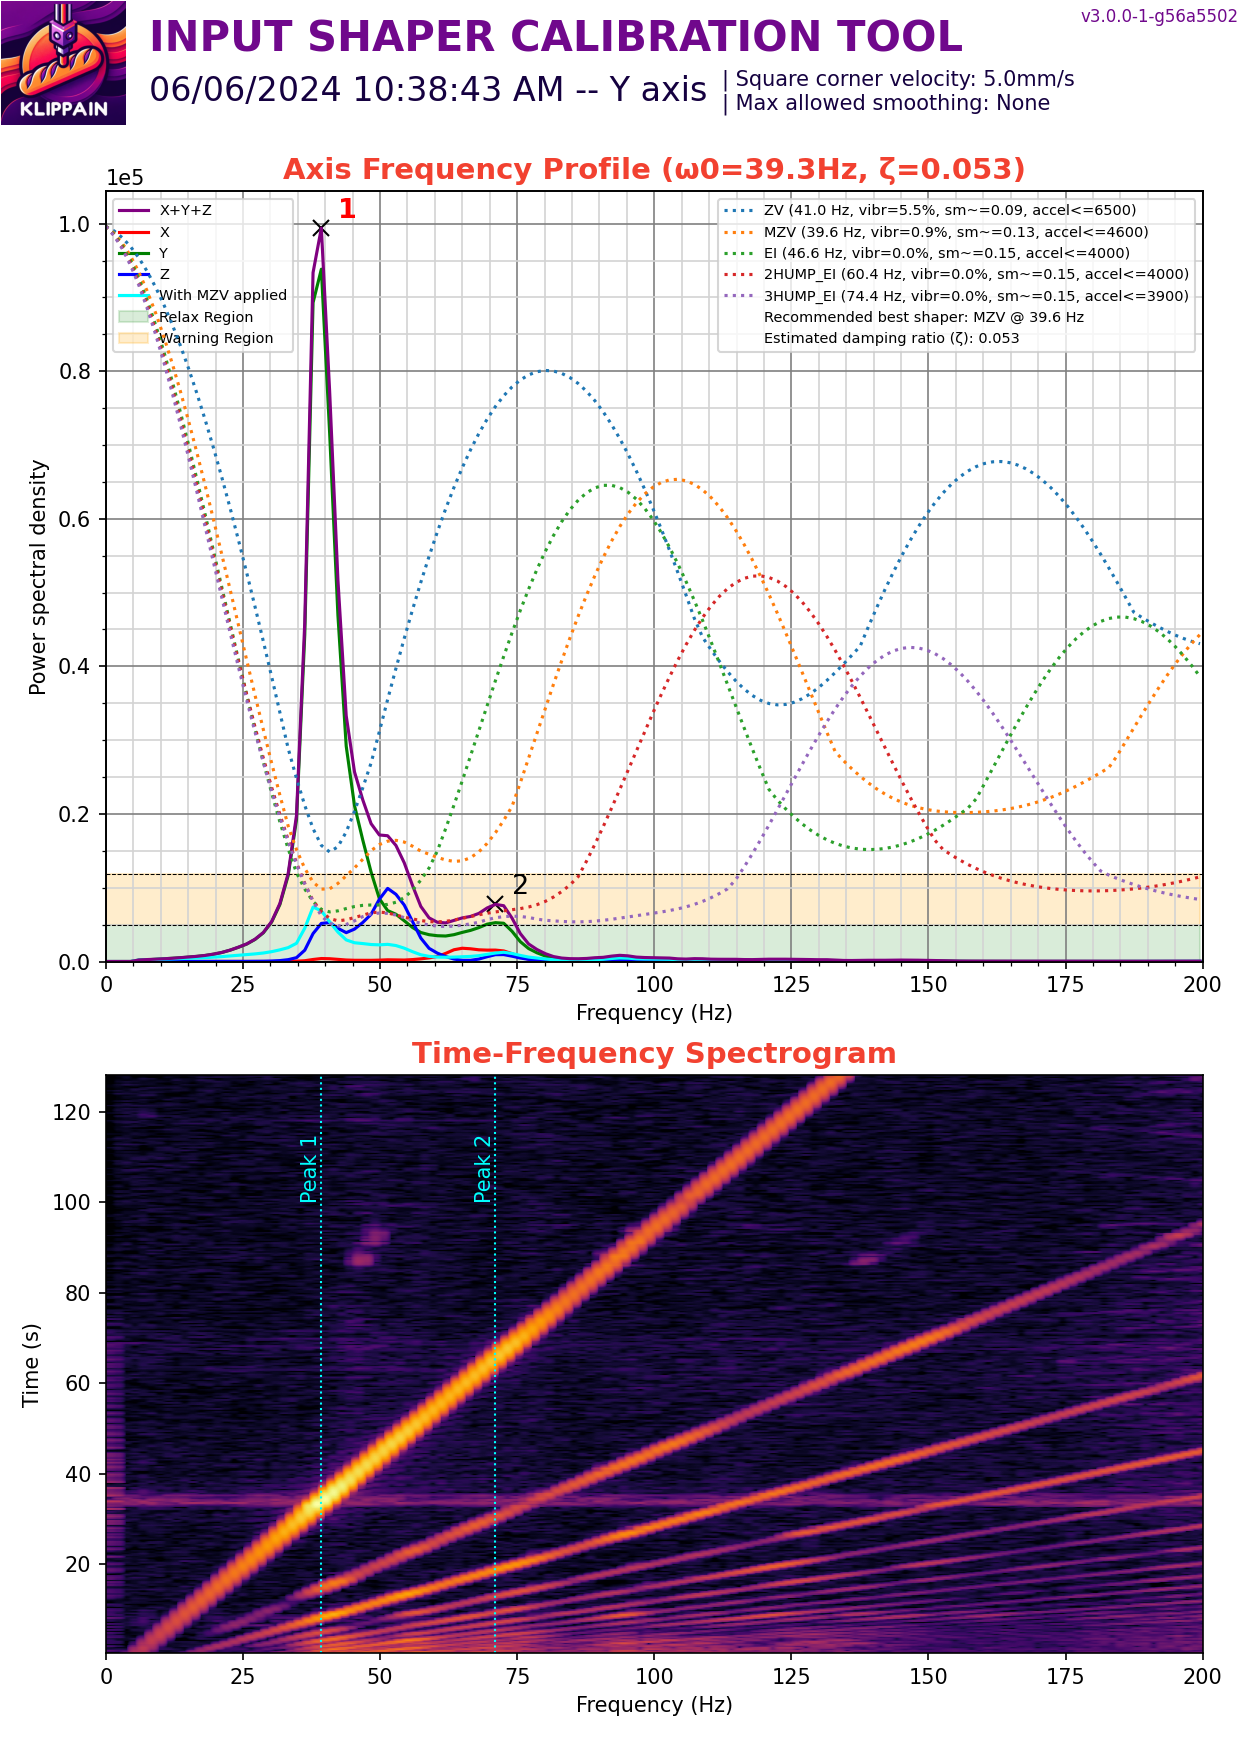 v3.0.0-1-g56a5502
INPUT SHAPER CALIBRATION TOOL
KLIPPAIN
06/06/2024 10:38:43 AM -- Y axis
| Square corner velocity: 5.0mm/s
| Max allowed smoothing: None
Axis Frequency Profile (ω0=39.3Hz, ζ=0.053)
1e5
X+Y+Z
X
Y
Z
With MZV applied
Relax Region
Warning Region
1
ZV (41.0 Hz, vibr=5.5%, sm~=0.09, accel<=6500)
MZV (39.6 Hz, vibr=0.9%, sm~=0.13, accel<=4600)
EI (46.6 Hz, vibr=0.0%, sm~=0.15, accel<=4000)
2HUMP_EI (60.4 Hz, vibr=0.0%, sm~=0.15, accel<=4000)
3HUMP_EI (74.4 Hz, vibr=0.0%, sm~=0.15, accel<=3900)
Recommended best shaper: MZV @ 39.6 Hz
Estimated damping ratio (ζ): 0.053
Power spectral density
1.0
0.8
0.6
0.4
0.2
0.0
2
0 25 50 75 100 125 150 175 200
Frequency (Hz)
Time-Frequency Spectrogram
Time (s)
120
100
80
60
40
20
Peak 1
Peak 2
0 25 50 75 100 125 150 175 200
Frequency (Hz)